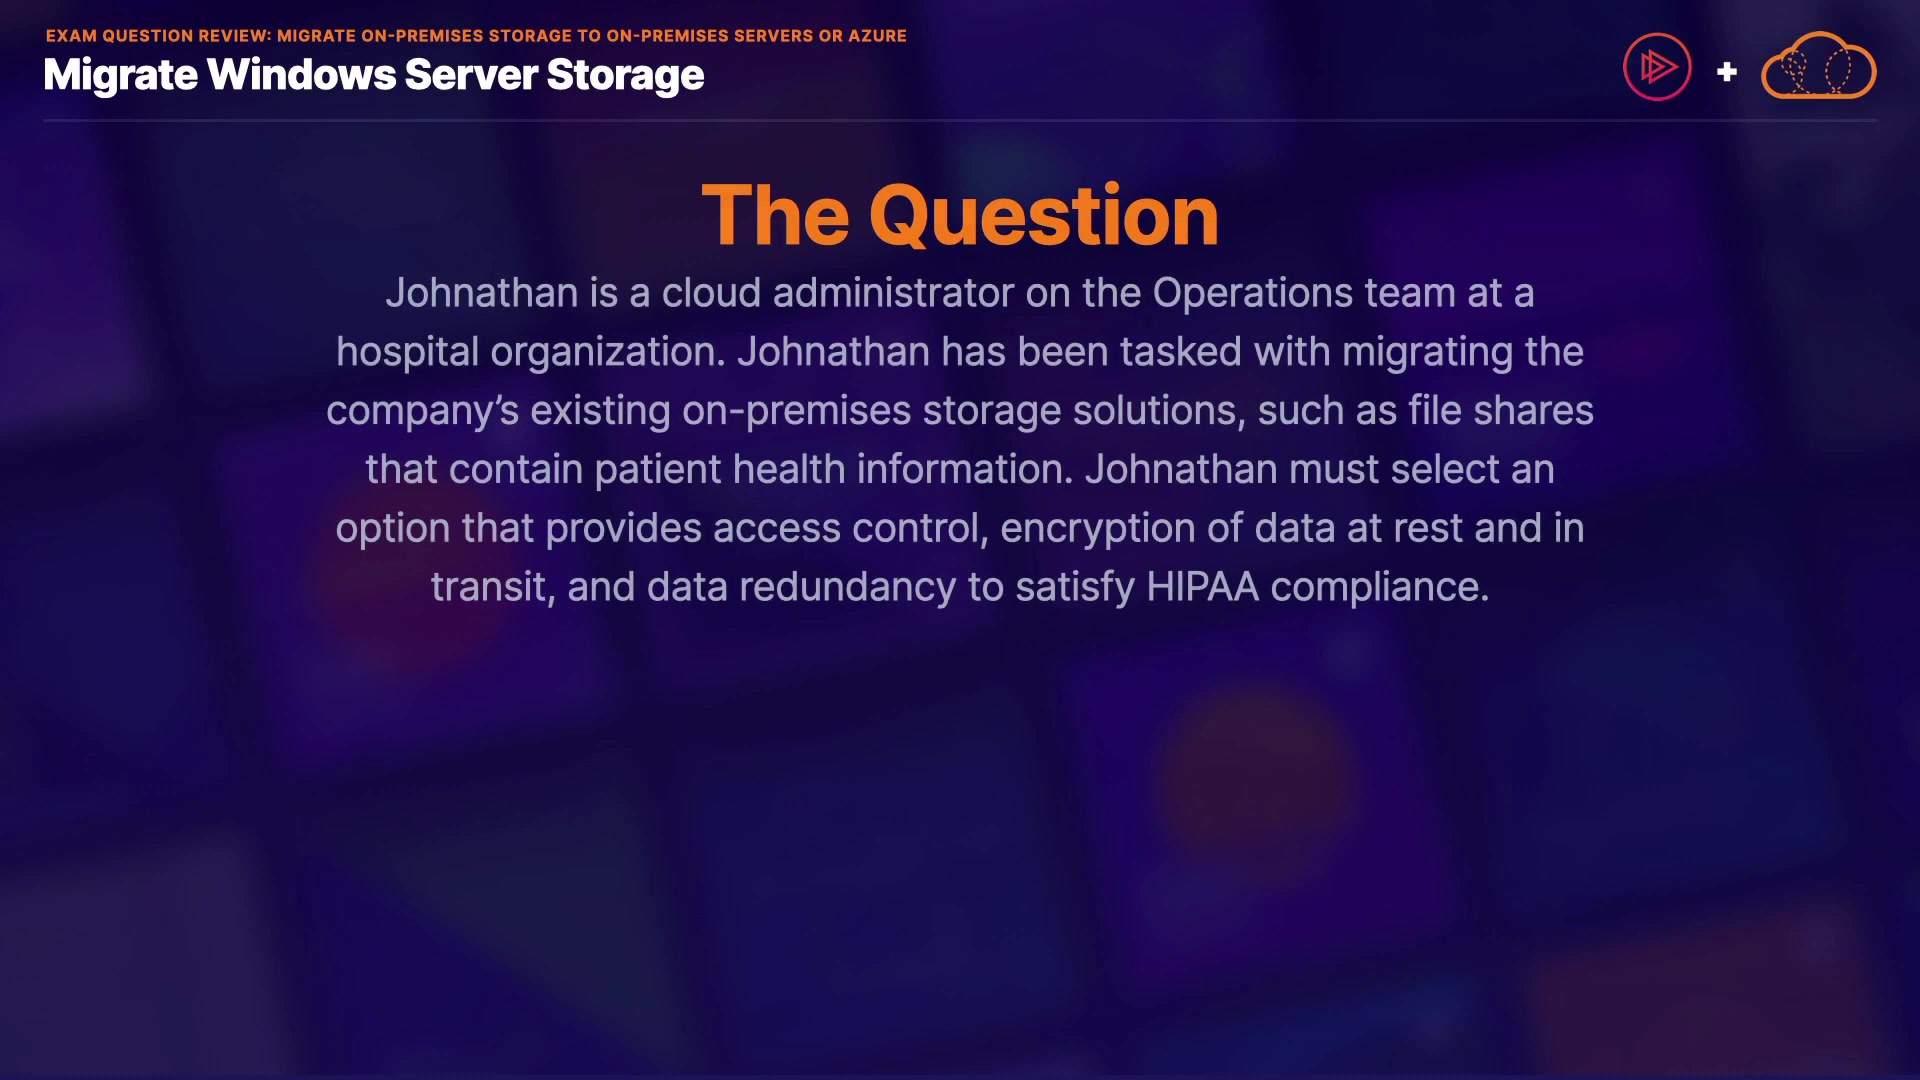 EXAM QUESTION REVIEW: MIGRATE ON-PREMISES STORAGE TO ON-PREMISES SERVERS OR AZURE
Migrate Windows Server Storage
The Question
Johnathan is a cloud administrator on the Operations team at a
hospital organization. Johnathan has been tasked with migrating the
company’s existing on-premises storage solutions, such as file shares
that contain patient health information. Johnathan must select an
option that provides access control, encryption of data at rest and in
transit, and data redundancy to satisfy HIPAA compliance.